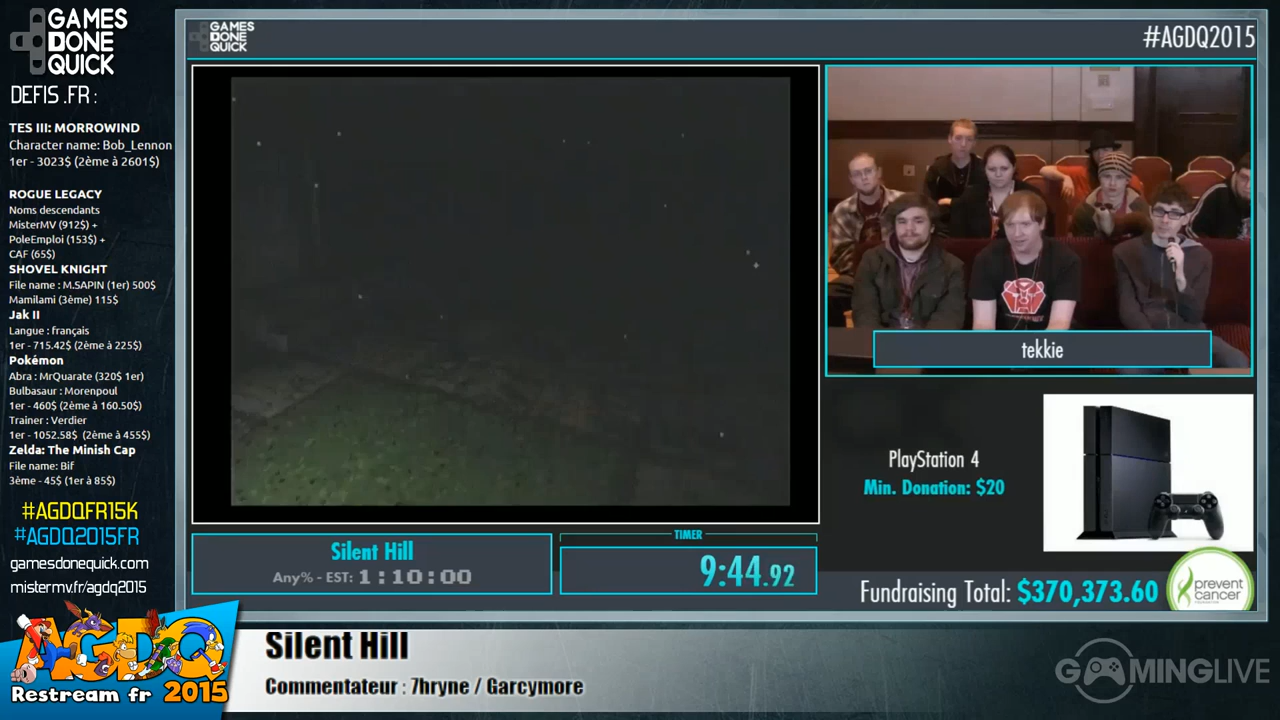 GAMES
DONE
QUICK
DEFIS .FR :
TES III: MORROWIND
Character name: Bob_Lennon
1er - 3023$ (2ème à 2601$)
ROGUE LEGACY
Noms descendants
MisterMV (912$) +
PoleEmploi (153$) +
CAF (65$)
SHOVEL KNIGHT
File name : M.SAPIN (1er) 500$
Mamilami (3ème) 115$
Jak II
Langue : français
1er - 715.42$ (2ème à 225$)
Pokémon
Abra : MrQuarate (320$ 1er)
Bulbasaur : Morenpoul
1er - 460$ (2ème à 160.50$)
Trainer : Verdier
1er - 1052.58$ (2ème à 455$)
Zelda: The Minish Cap
File name: Bif
3ème - 45$ (1er à 85$)
#AGDQFR15K
#AGDQ2015FR
gamesdonequick.com
mistermv.fr/agdq2015
AGDQ
Restream fr 2015
GAMES
DONE
QUICK
#AGDQ2015
tekkie
PlayStation 4
Min. Donation: $20
Silent Hill
Any% - EST: 1:10:00
TIMER
9:44.92
Fundraising Total: $370,373.60
prevent
cancer
Silent Hill
Commentateur : 7hryne / Garcymore
GAMINGLIVE